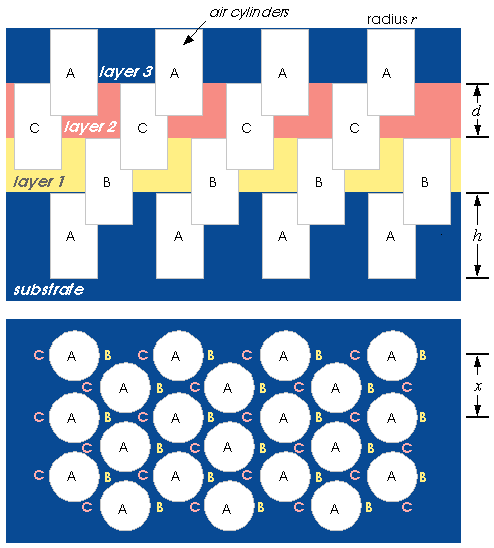 air cylinders
radius r
A layer 3 A A A
d
C layer 2 C C C
layer 1 B B B B
A A A A
h
substrate
C A B C A B C A B C A B
C A B C A B C A B
x
C A B C A B C A B C A B
C A B C A B C A B
C A B C A B C A B C A B
C A B C A B C A B